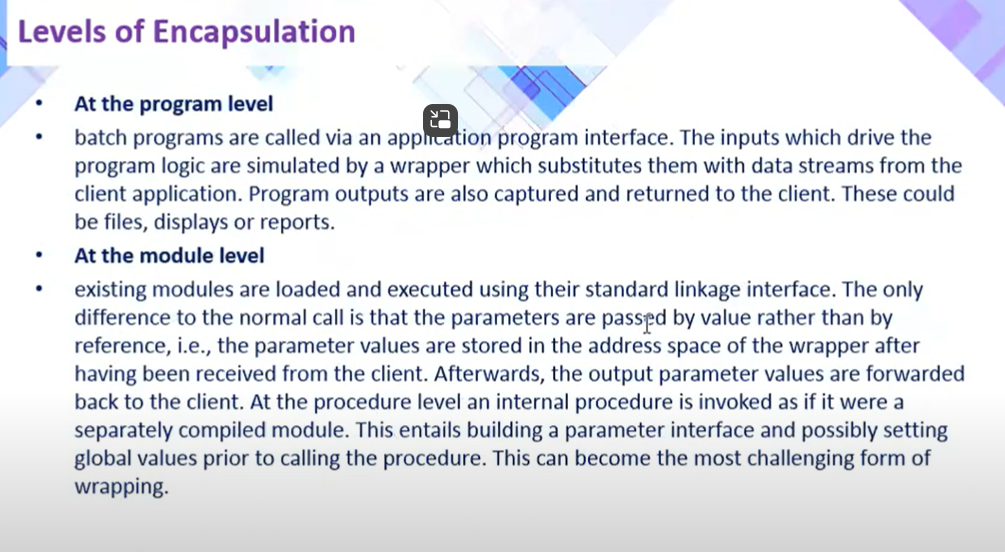 Levels of Encapsulation
• At the program level
• batch programs are called via an application program interface. The inputs which drive the
program logic are simulated by a wrapper which substitutes them with data streams from the
client application. Program outputs are also captured and returned to the client. These could
be files, displays or reports.
• At the module level
• existing modules are loaded and executed using their standard linkage interface. The only
difference to the normal call is that the parameters are passed by value rather than by
reference, i.e., the parameter values are stored in the address space of the wrapper after
having been received from the client. Afterwards, the output parameter values are forwarded
back to the client. At the procedure level an internal procedure is invoked as if it were a
separately compiled module. This entails building a parameter interface and possibly setting
global values prior to calling the procedure. This can become the most challenging form of
wrapping.